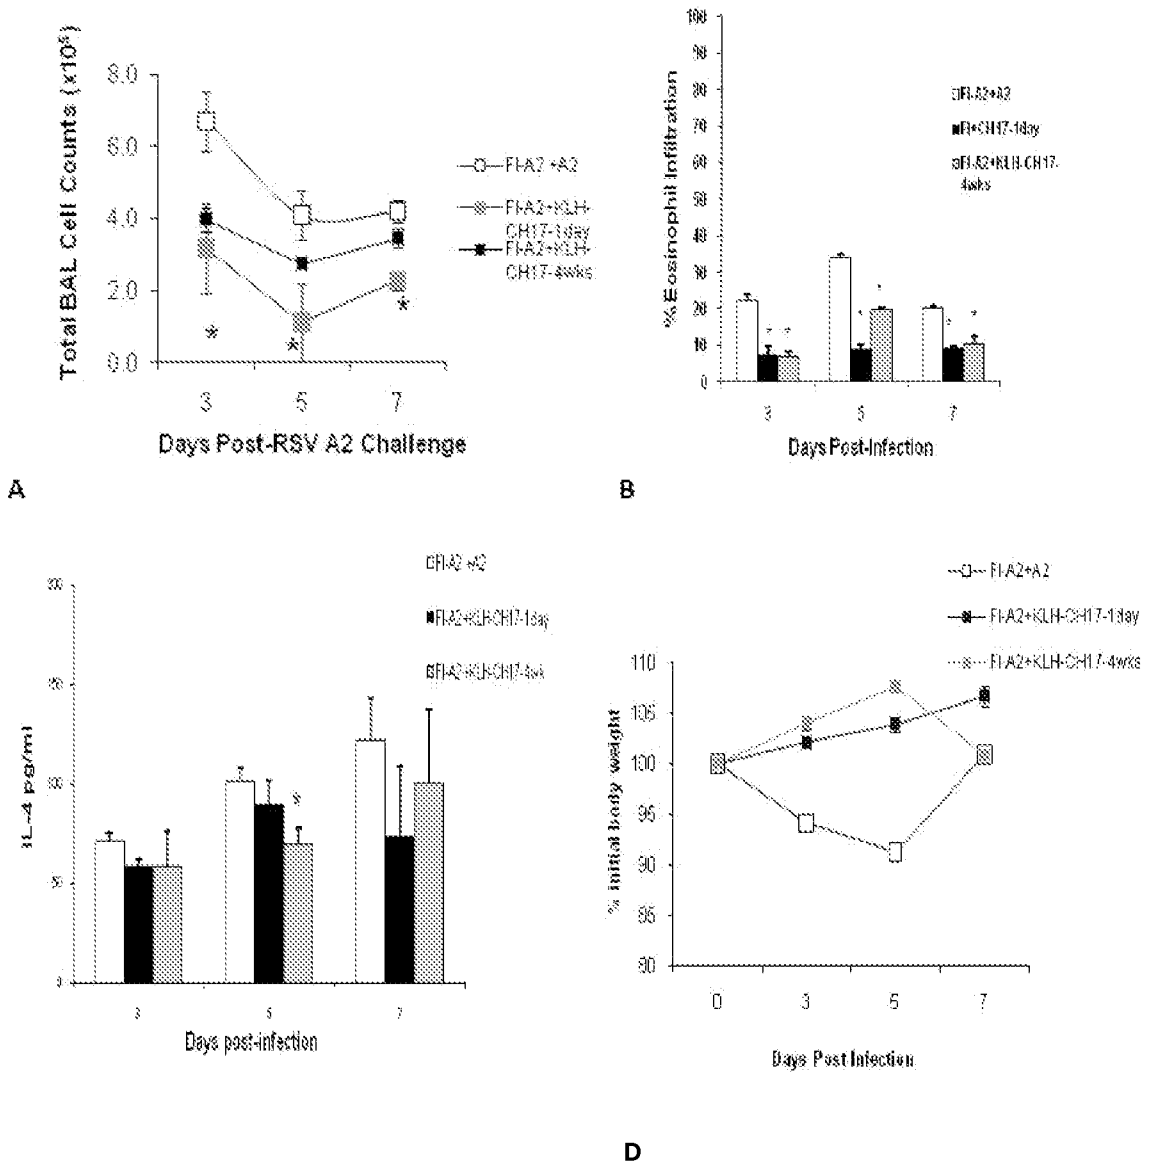 Total BAL Cell Counts (x10⁵)
8.0
6.0
4.0
2.0
0.0
3
5
7
Days Post-RSV A2 Challenge
FI-A2 +A2
FI-A2+KLH-
CH17-1day
FI-A2+KLH-
CH17-4wks
A
% Eosinophil Infiltration
100
90
80
70
60
50
40
30
20
10
0
3
5
7
Days Post-Infection
FI-A2+A2
FI+CH17-1day
FI-A2+KLH-CH17-
4wks
B
IL-4 pg/ml
200
150
100
50
0
3
5
7
Days post-infection
FI-A2 +A2
FI-A2+KLH-CH17-1day
FI-A2+KLH-CH17-4wk
% initial body weight
110
105
100
95
90
85
80
0
3
5
7
Days Post Infection
FI-A2+A2
FI-A2+KLH-CH17-1day
FI-A2+KLH-CH17-4wks
D